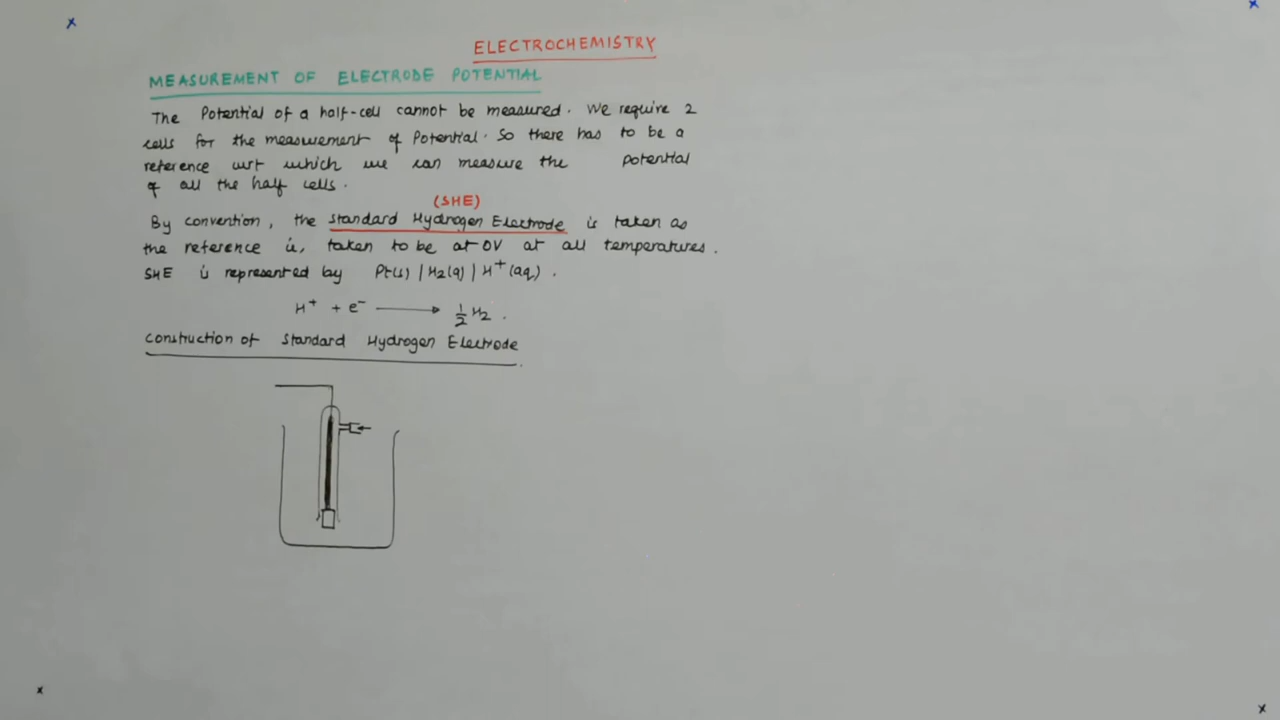 ELECTROCHEMISTRY
MEASUREMENT OF ELECTRODE POTENTIAL
The Potential of a half-cell cannot be measured. We require 2
cells for the measurement of Potential. So there has to be a
reference wrt which we can measure the potential
of all the half cells.
(SHE)
By convention, the Standard Hydrogen Electrode is taken as
the reference ie, taken to be at 0V at all temperatures.
SHE is represented by Pt(s) | H2(g) | H⁺(aq).
H⁺ + e⁻ → ½ H₂.
Construction of Standard Hydrogen Electrode